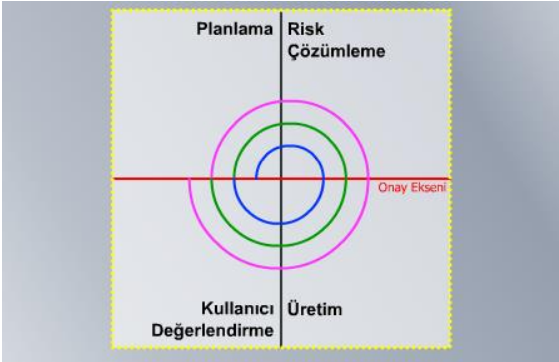 Planlama
Risk
Çözümleme
Onay Ekseni
Kullanıcı
Değerlendirme
Üretim